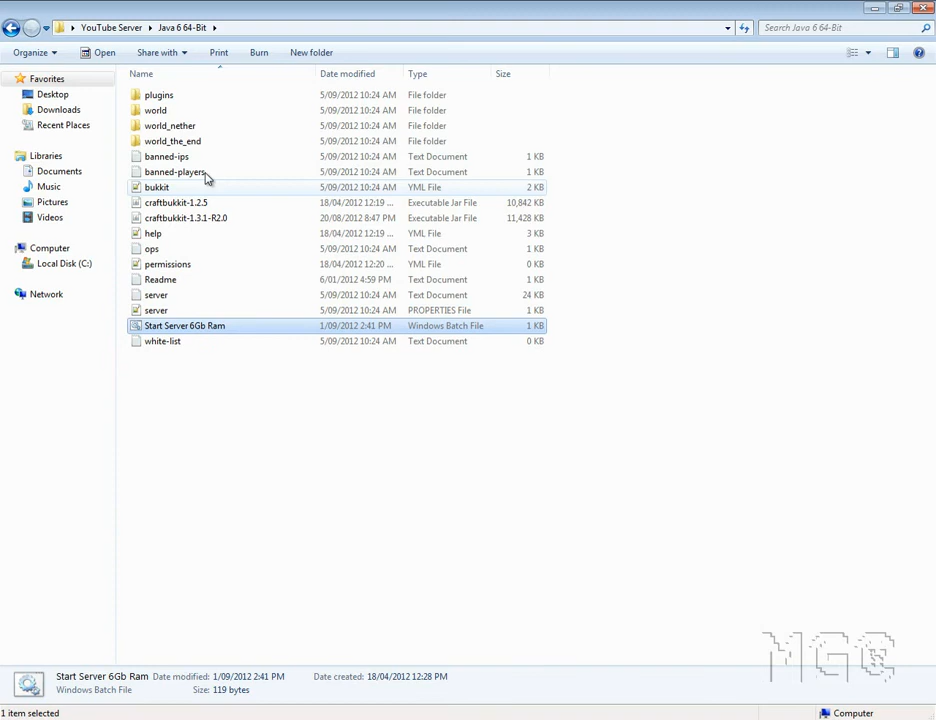 YouTube Server Java 6 64-Bit Search Java 6 64-Bit
Organize Open Share with Print Burn New folder
Name Date modified Type Size
Favorites
Desktop
Downloads
Recent Places
Libraries
Documents
Music
Pictures
Videos
Computer
Local Disk (C:)
Network
plugins 5/09/2012 10:24 AM File folder
world 5/09/2012 10:24 AM File folder
world_nether 5/09/2012 10:24 AM File folder
world_the_end 5/09/2012 10:24 AM File folder
banned-ips 5/09/2012 10:24 AM Text Document 1 KB
banned-players 5/09/2012 10:24 AM Text Document 1 KB
bukkit 5/09/2012 10:24 AM YML File 2 KB
craftbukkit-1.2.5 18/04/2012 12:19 ... Executable Jar File 10,842 KB
craftbukkit-1.3.1-R2.0 20/08/2012 8:47 PM Executable Jar File 11,428 KB
help 18/04/2012 12:19 ... YML File 3 KB
ops 5/09/2012 10:24 AM Text Document 1 KB
permissions 18/04/2012 12:20 ... YML File 0 KB
Readme 6/01/2012 4:59 PM Text Document 1 KB
server 5/09/2012 10:24 AM Text Document 24 KB
server 5/09/2012 10:24 AM PROPERTIES File 1 KB
Start Server 6Gb Ram 1/09/2012 2:41 PM Windows Batch File 1 KB
white-list 5/09/2012 10:24 AM Text Document 0 KB
MGC
Start Server 6Gb Ram Date modified: 1/09/2012 2:41 PM Date created: 18/04/2012 12:28 PM
Windows Batch File Size: 119 bytes
1 item selected Computer